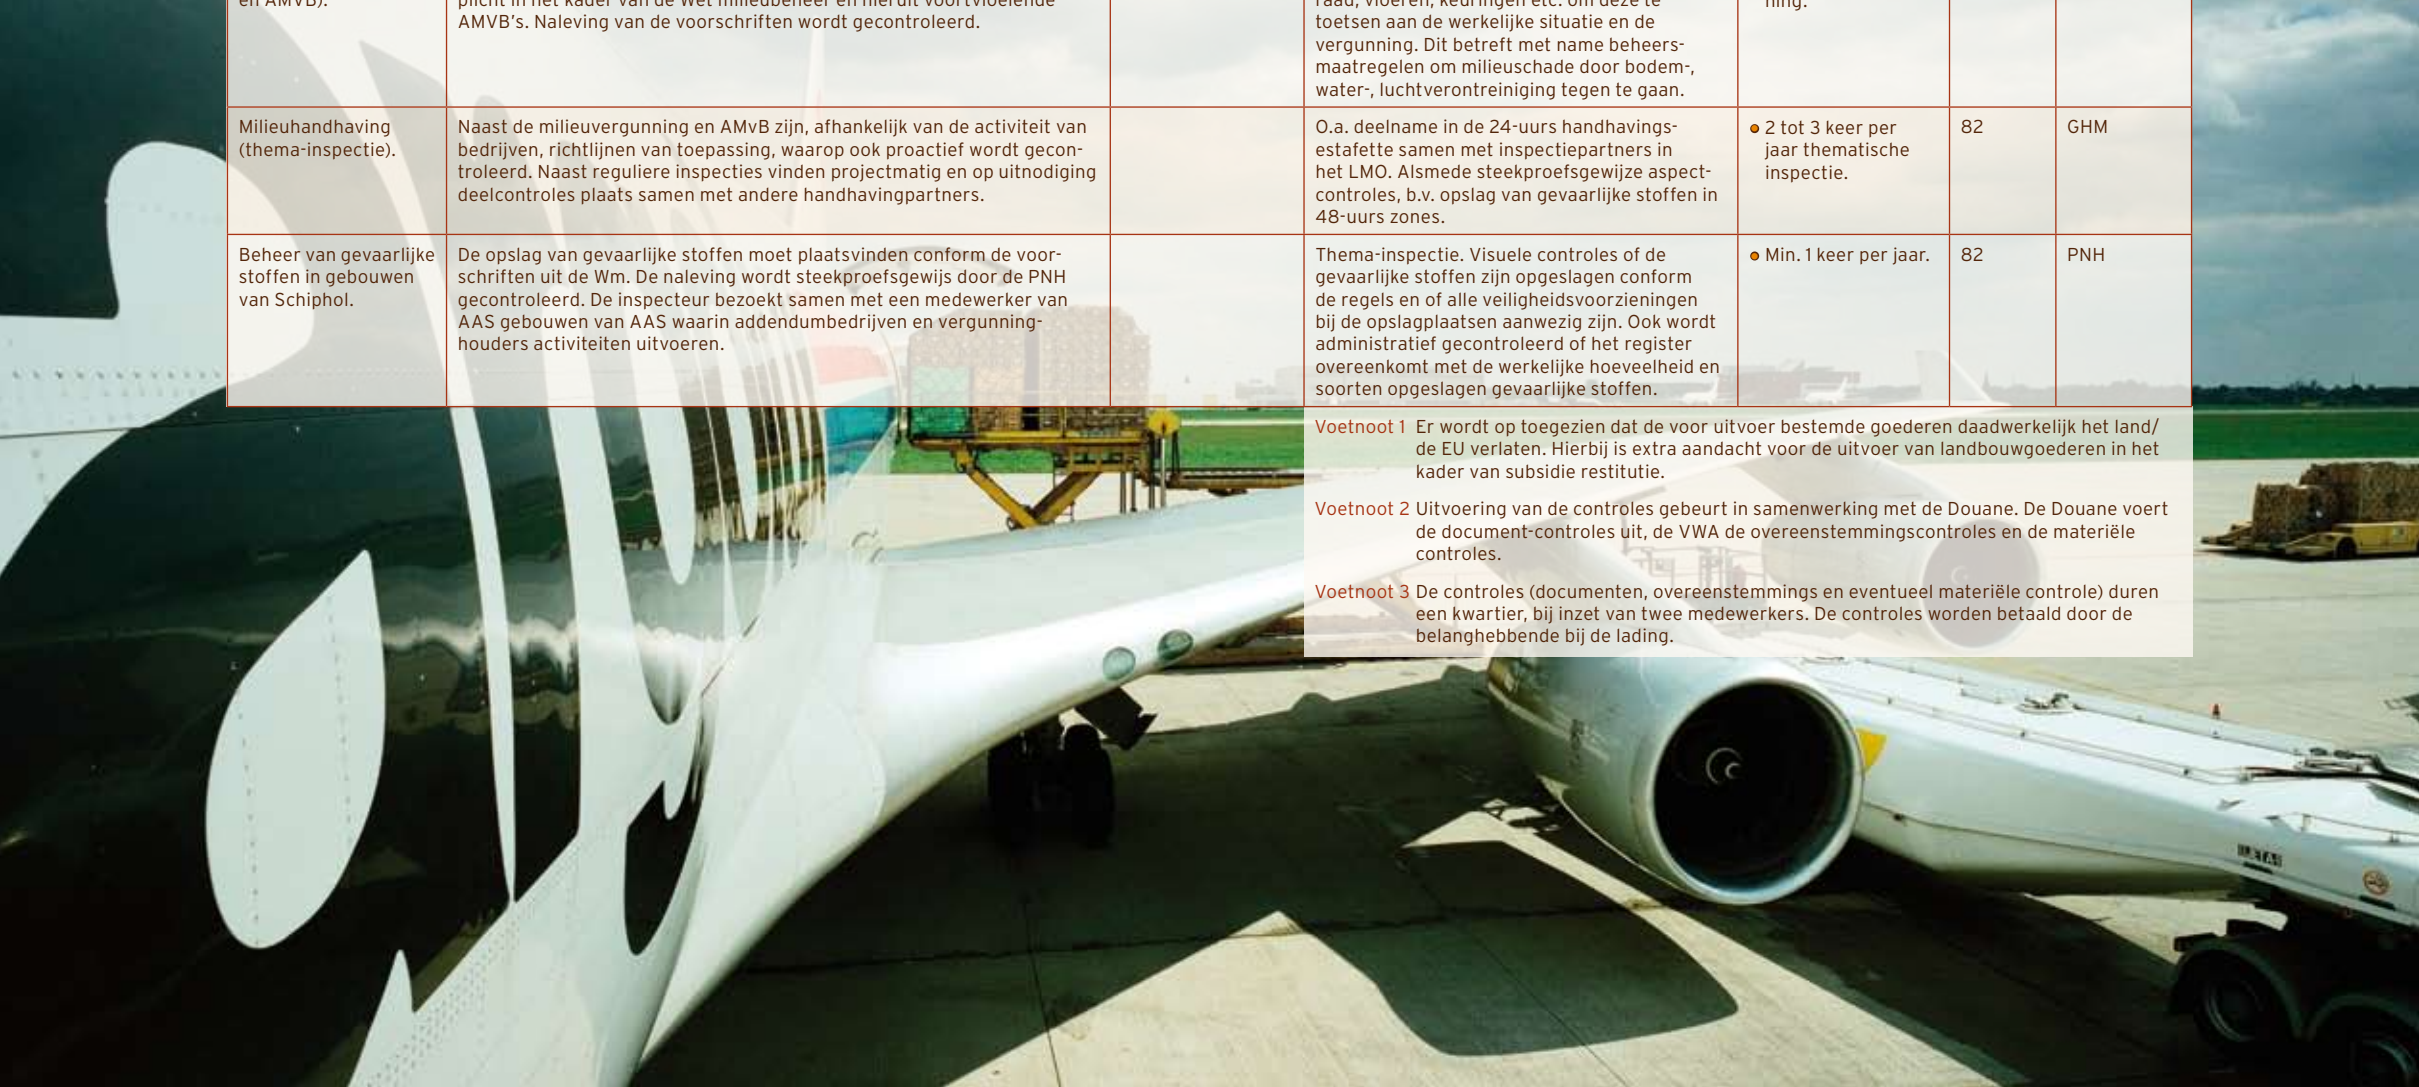 en AMVB).
plicht in het kader van de Wet milieubeheer en hieruit voortvloeiende
AMVB's. Naleving van de voorschriften wordt gecontroleerd.
raad, vloeren, keuringen etc. om deze te
toetsen aan de werkelijke situatie en de
vergunning. Dit betreft met name beheers-
maatregelen om milieuschade door bodem-,
water-, luchtverontreiniging tegen te gaan.
ning.
Milieuhandhaving
(thema-inspectie).
Naast de milieuvergunning en AMvB zijn, afhankelijk van de activiteit van
bedrijven, richtlijnen van toepassing, waarop ook proactief wordt gecon-
troleerd. Naast reguliere inspecties vinden projectmatig en op uitnodiging
deelcontroles plaats samen met andere handhavingpartners.
O.a. deelname in de 24-uurs handhavings-
estafette samen met inspectiepartners in
het LMO. Alsmede steekproefsgewijze aspect-
controles, b.v. opslag van gevaarlijke stoffen in
48-uurs zones.
2 tot 3 keer per
jaar thematische
inspectie.
82
GHM
Beheer van gevaarlijke
stoffen in gebouwen
van Schiphol.
De opslag van gevaarlijke stoffen moet plaatsvinden conform de voor-
schriften uit de Wm. De naleving wordt steekproefsgewijs door de PNH
gecontroleerd. De inspecteur bezoekt samen met een medewerker van
AAS gebouwen van AAS waarin addendumbedrijven en vergunning-
houders activiteiten uitvoeren.
Thema-inspectie. Visuele controles of de
gevaarlijke stoffen zijn opgeslagen conform
de regels en of alle veiligheidsvoorzieningen
bij de opslagplaatsen aanwezig zijn. Ook wordt
administratief gecontroleerd of het register
overeenkomt met de werkelijke hoeveelheid en
soorten opgeslagen gevaarlijke stoffen.
Min. 1 keer per jaar.
82
PNH
Voetnoot 1 Er wordt op toegezien dat de voor uitvoer bestemde goederen daadwerkelijk het land/
de EU verlaten. Hierbij is extra aandacht voor de uitvoer van landbouwgoederen in het
kader van subsidie restitutie.
Voetnoot 2 Uitvoering van de controles gebeurt in samenwerking met de Douane. De Douane voert
de document-controles uit, de VWA de overeenstemmingscontroles en de materiële
controles.
Voetnoot 3 De controles (documenten, overeenstemmings en eventueel materiële controle) duren
een kwartier, bij inzet van twee medewerkers. De controles worden betaald door de
belanghebbende bij de lading.